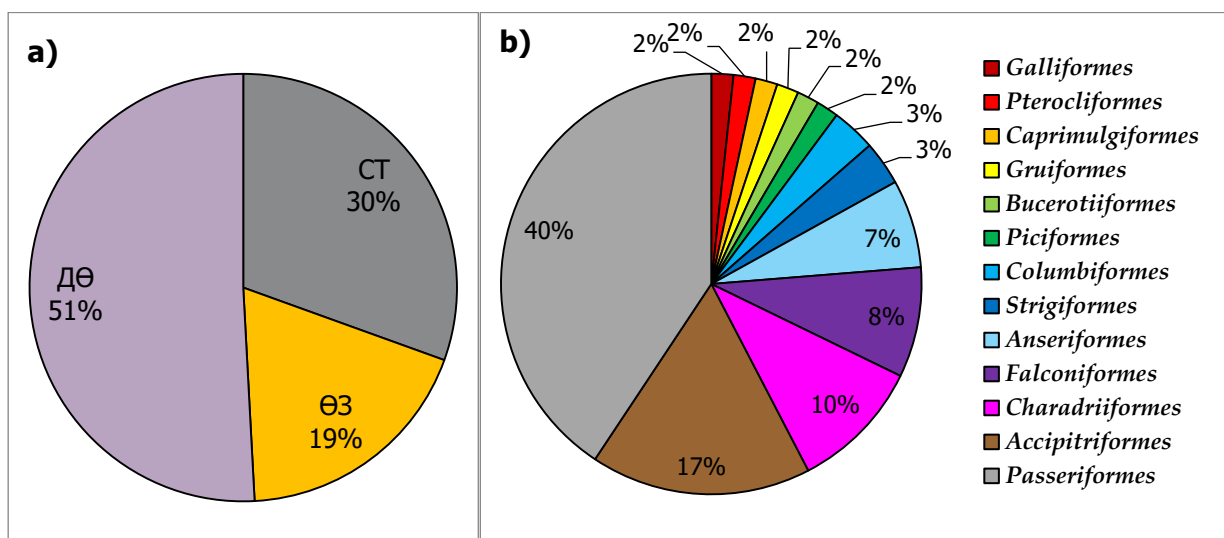 a)
СТ
30%
ӨЗ
19%
ДӨ
51%
b)
2%
2%
2%
2%
2%
2%
3%
3%
7%
8%
10%
17%
40%
Galliformes
Pterocliformes
Caprimulgiformes
Gruiformes
Bucerotiiformes
Piciformes
Columbiformes
Strigiformes
Anseriformes
Falconiformes
Charadriiformes
Accipitriformes
Passeriformes